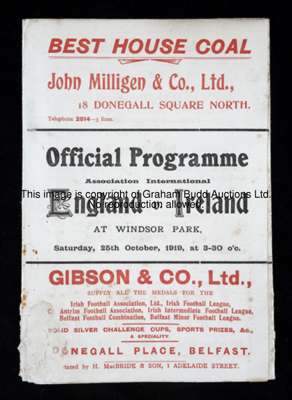 BEST HOUSE COAL
John Milligen & Co., Ltd.,
18 DONEGALL SQUARE NORTH.
Telephone 2014—5 lines.
Official Programme
Association International
This image is copyright of Graham Budd Auctions Ltd.
England v Ireland
No reproduction allowed
AT WINDSOR PARK,
Saturday, 25th October, 1919, at 3-30 o'c.
GIBSON & CO., Ltd.,
SUPPLY ALL THE MEDALS FOR THE
Irish Football Association, Ltd., Irish Football League,
Antrim Football Association, Irish Intermediate Football League,
Belfast Football Combination, Belfast Minor Football League.
SOLID SILVER CHALLENGE CUPS, SPORTS PRIZES, &c.,
A SPECIALITY.
DONEGALL PLACE, BELFAST.
by H. MacBRIDE & SON, 1 ADELAIDE STREET.